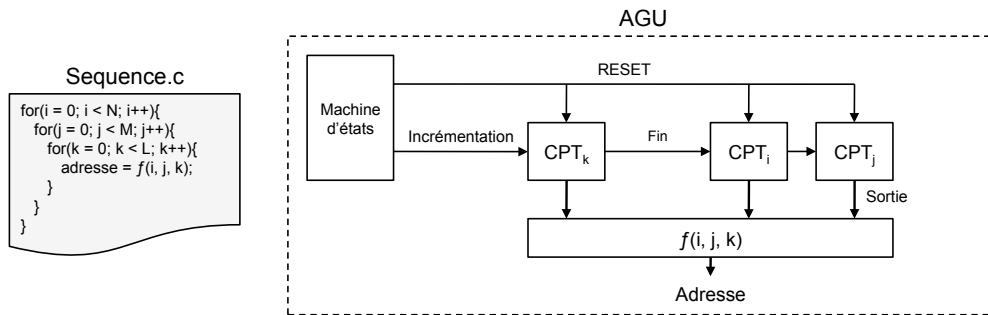 AGU
Sequence.c
for(i = 0; i < N; i++){
for(j = 0; j < M; j++){
for(k = 0; k < L; k++){
adresse = ƒ(i, j, k);
}
}
}
Machine
d'états
RESET
Incrémentation
CPTk
Fin
CPTi
CPTj
Sortie
ƒ(i, j, k)
Adresse